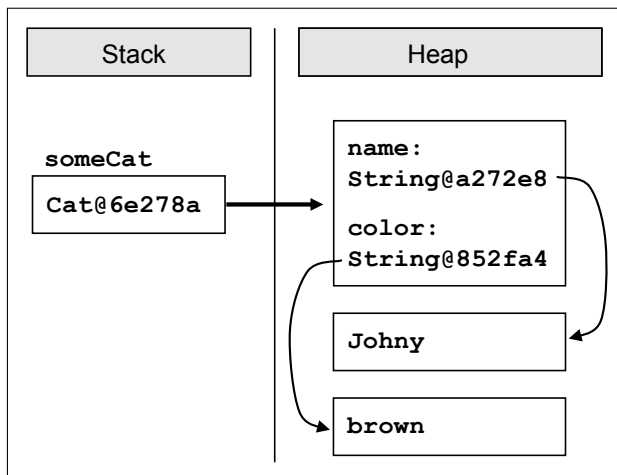 Stack
Heap
someCat
Cat@6e278a
name:
String@a272e8
color:
String@852fa4
Johny
brown